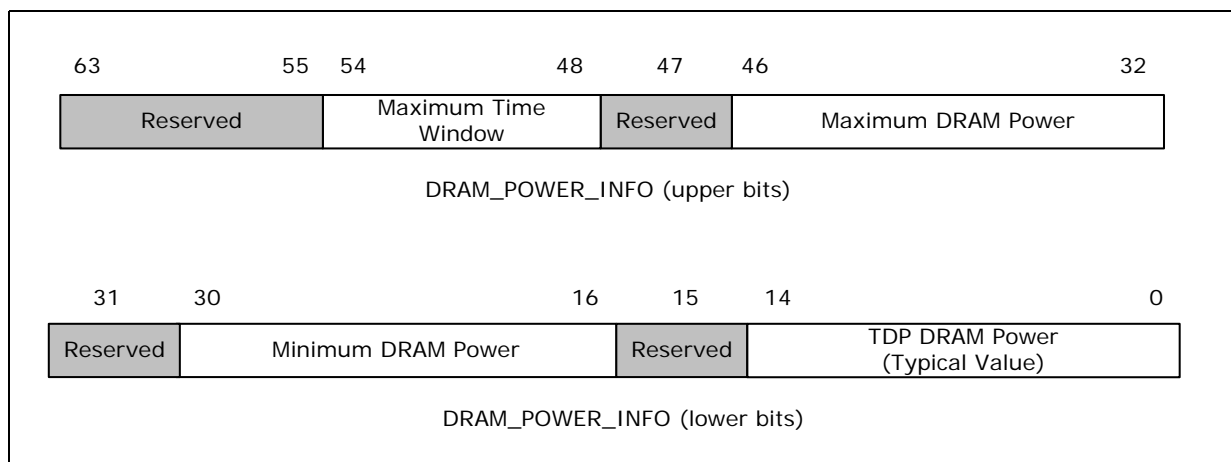 63 55 54 48 47 46 32
Reserved Maximum Time Window Reserved Maximum DRAM Power
DRAM_POWER_INFO (upper bits)
31 30 16 15 14 0
Reserved Minimum DRAM Power Reserved TDP DRAM Power
(Typical Value)
DRAM_POWER_INFO (lower bits)